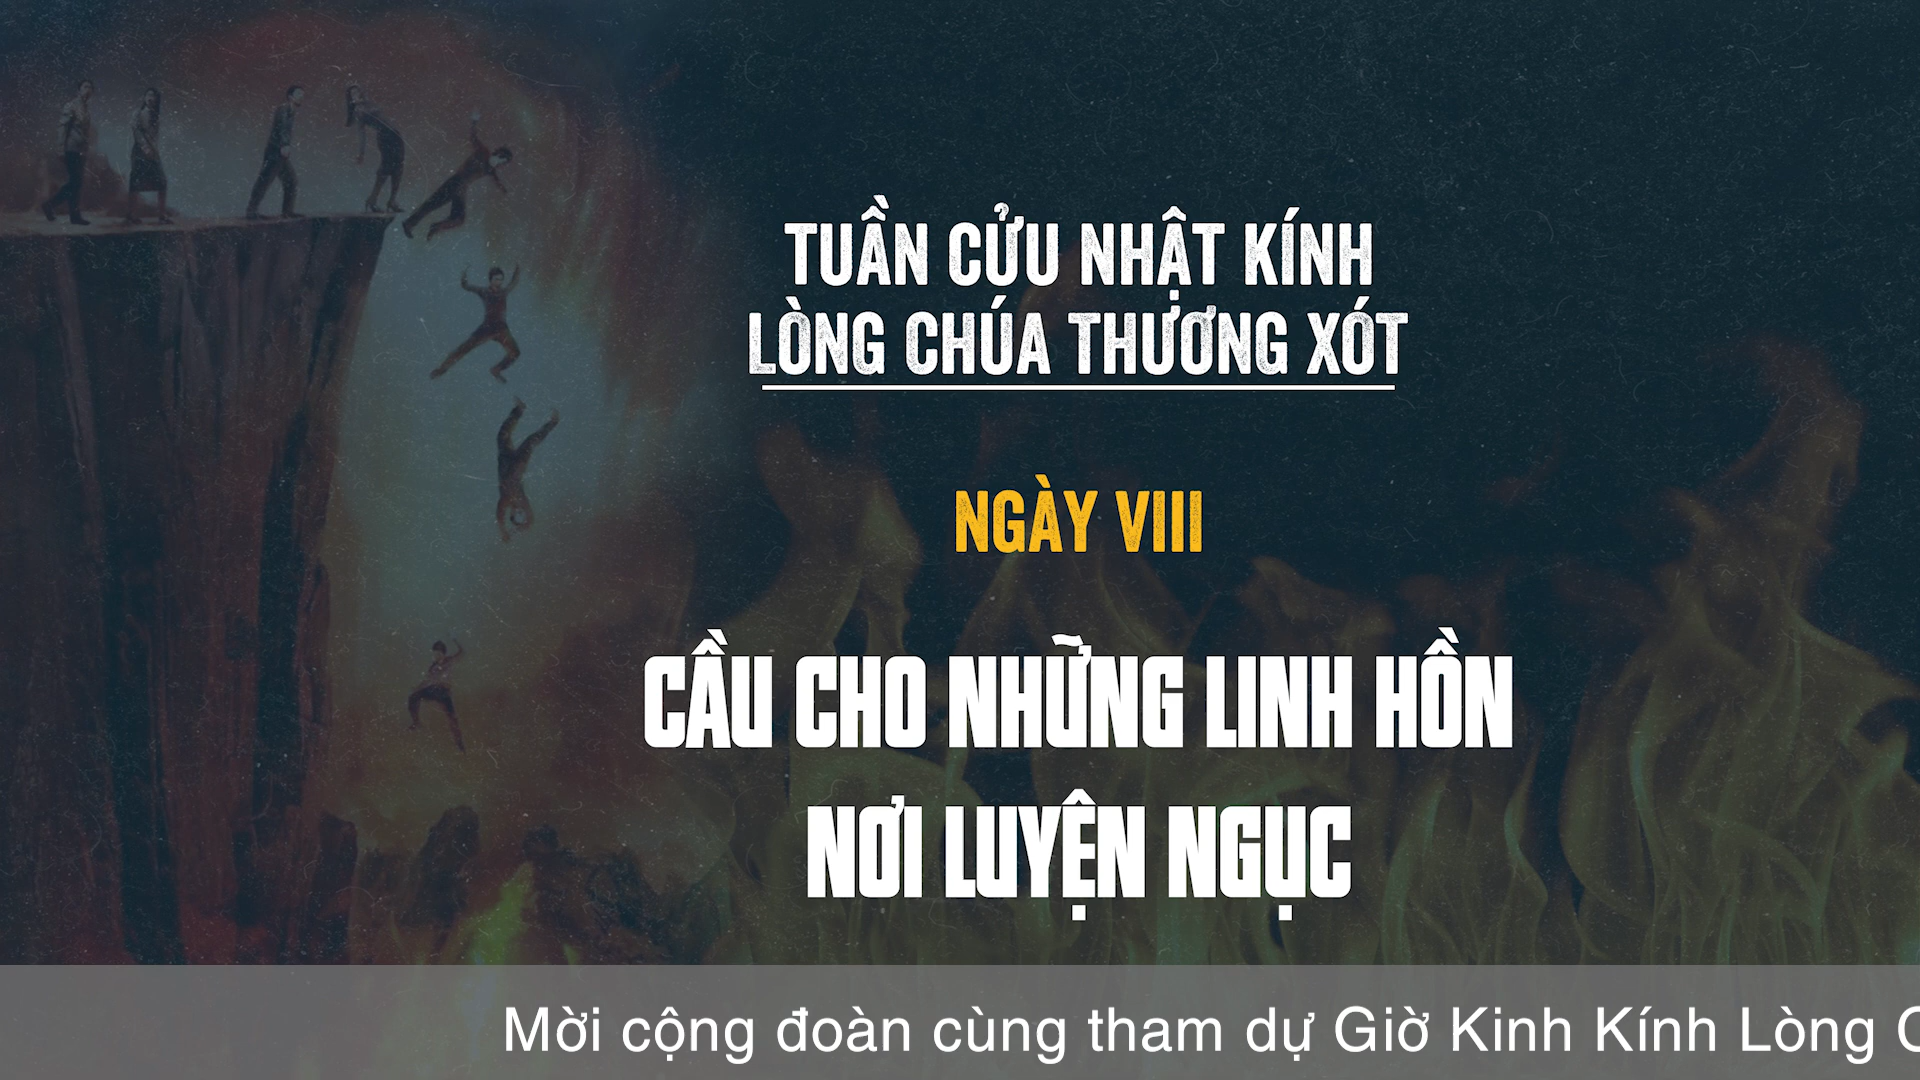 TUẦN CỬU NHẬT KÍNH
LÒNG CHÚA THƯƠNG XÓT
NGÀY VIII
CẦU CHO NHỮNG LINH HỒN
NƠI LUYỆN NGỤC
Mời cộng đoàn cùng tham dự Giờ Kinh Kính Lòng